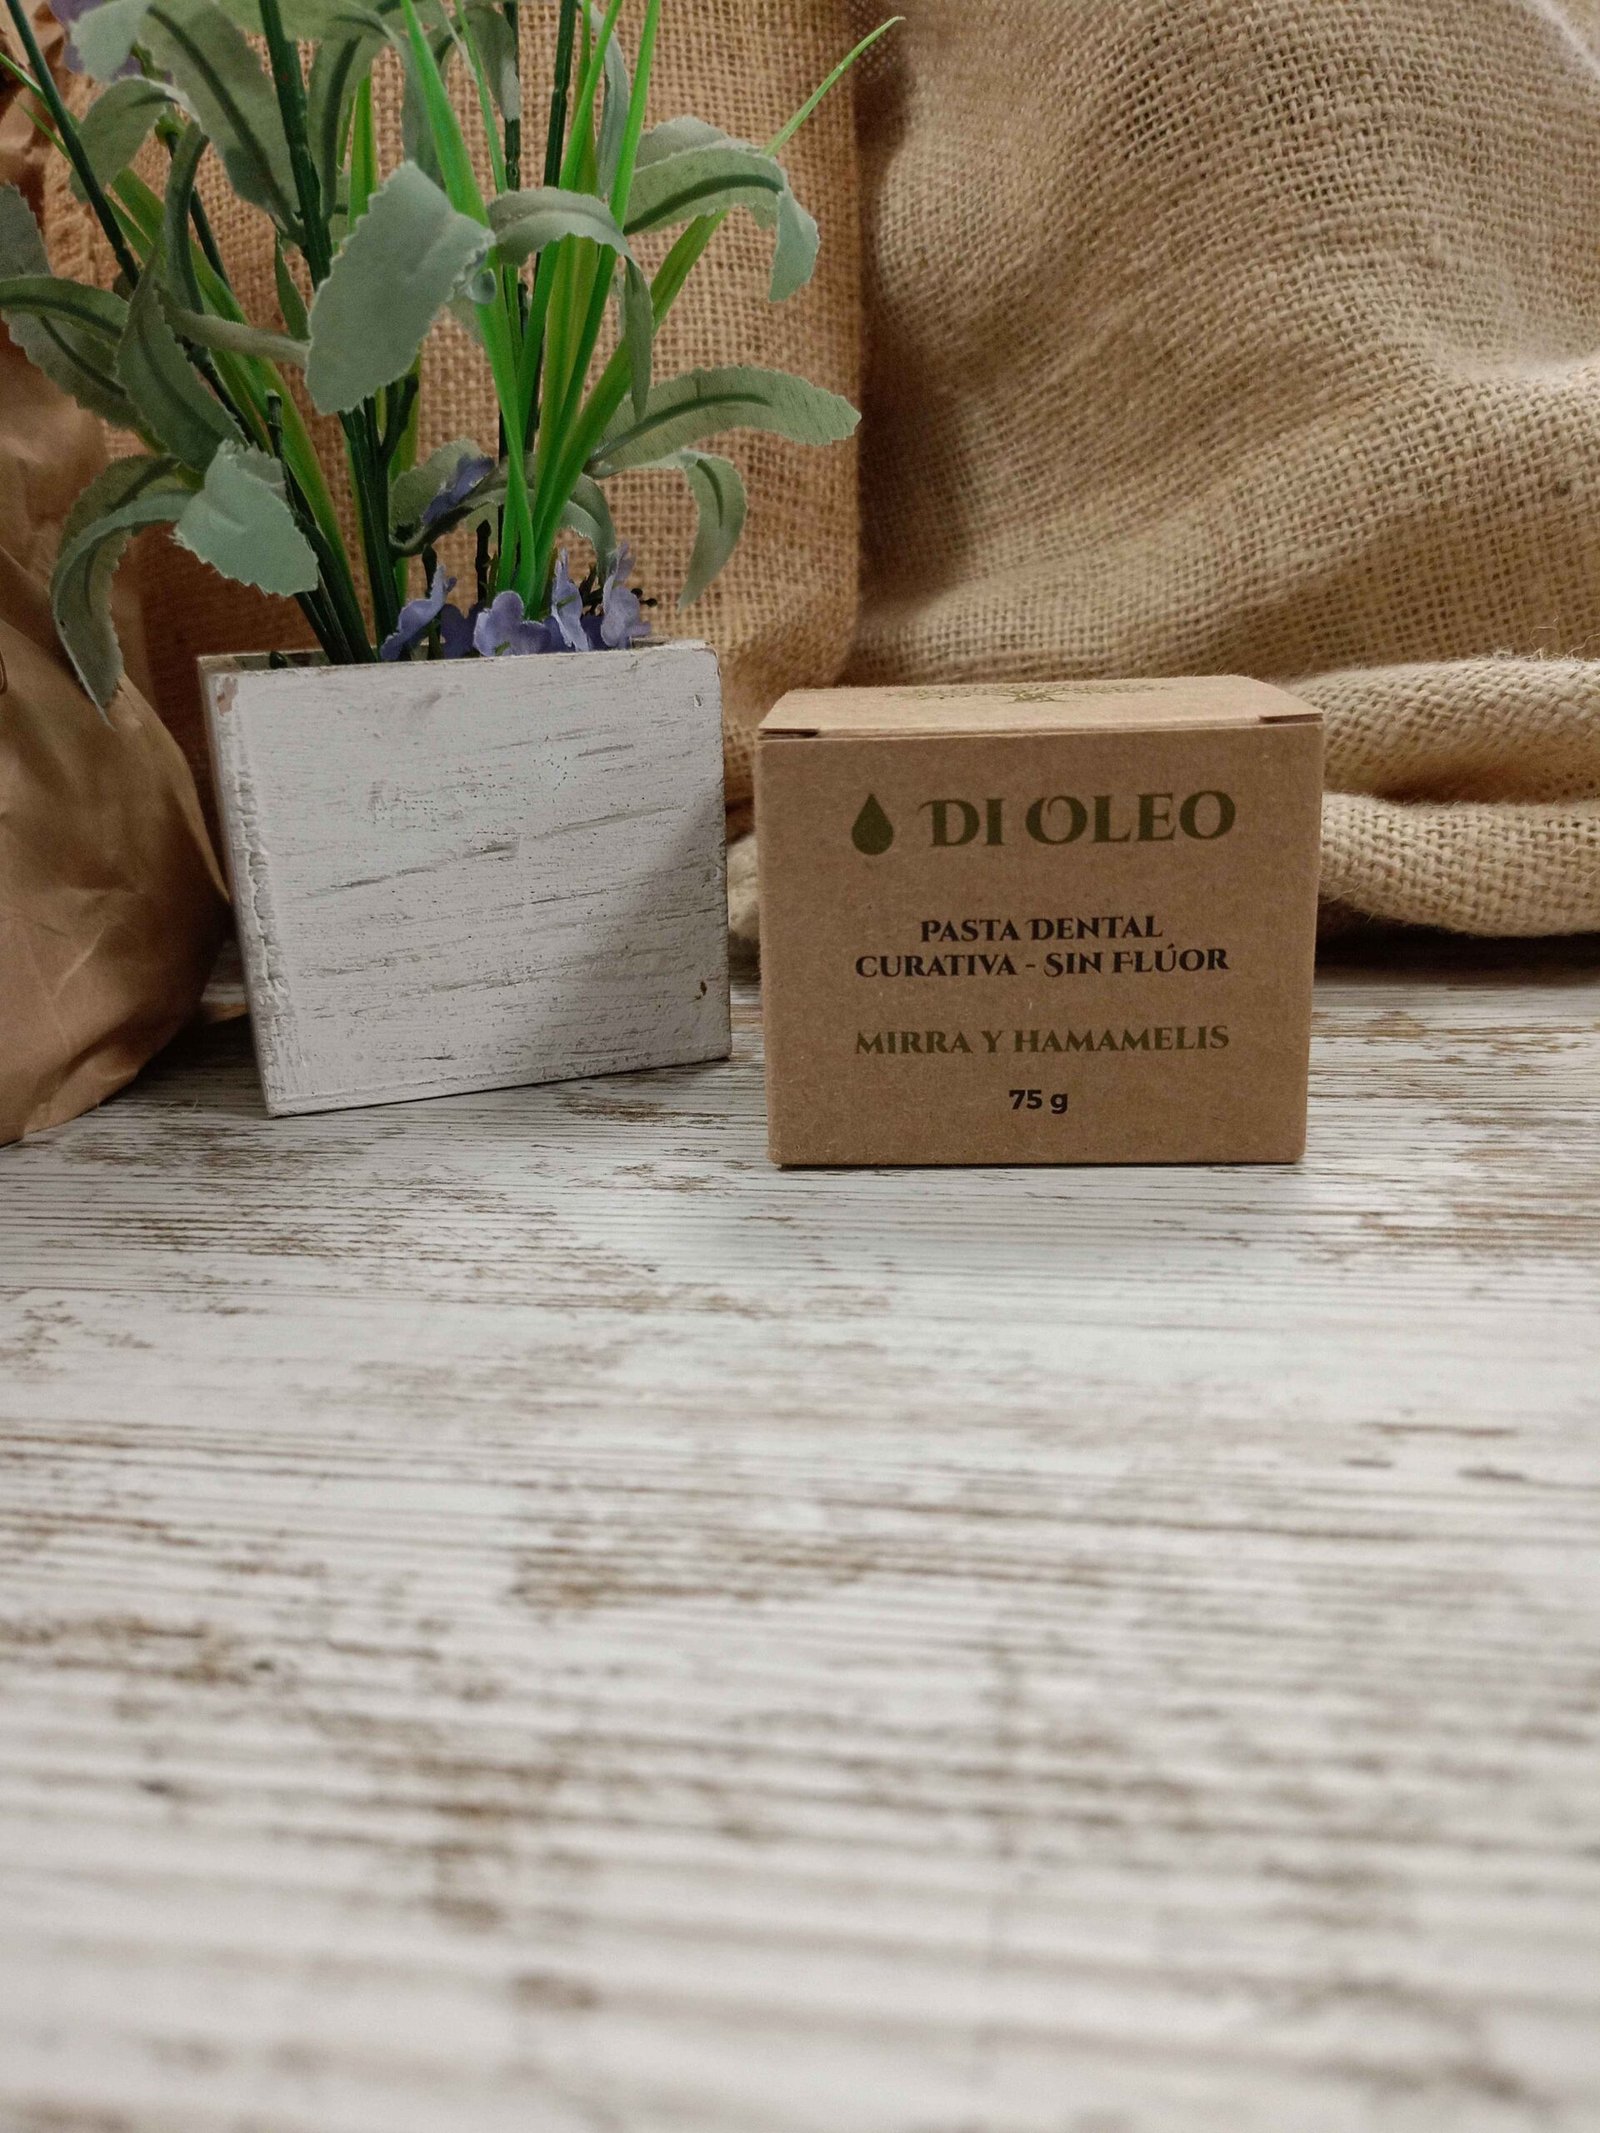 Di Oleo
Pasta Dental
Curativa - Sin Flúor
Mirra y Hamamelis
75 g